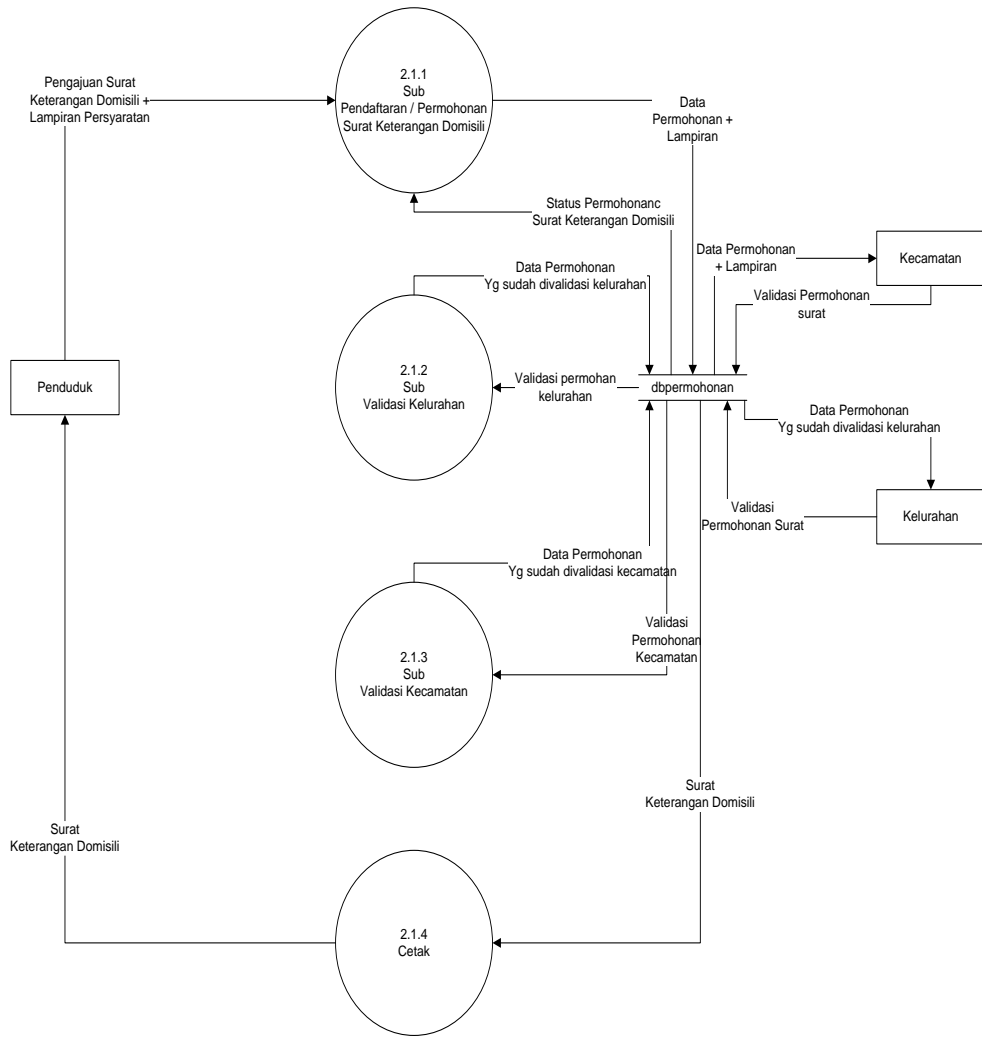 Pengajuan Surat
Keterangan Domisili +
Lampiran Persyaratan
2.1.1
Sub
Pendaftaran / Permohonan
Surat Keterangan Domisili
Data
Permohonan +
Lampiran
Status Permohonanc
Surat Keterangan Domisili
Data Permohonan
+ Lampiran
Kecamatan
Data Permohonan
Yg sudah divalidasi kelurahan
Validasi Permohonan
surat
Penduduk
2.1.2
Sub
Validasi Kelurahan
Validasi permohan
kelurahan
dbpermohonan
Data Permohonan
Yg sudah divalidasi kelurahan
Validasi
Permohonan Surat
Kelurahan
Data Permohonan
Yg sudah divalidasi kecamatan
Validasi
Permohonan
Kecamatan
2.1.3
Sub
Validasi Kecamatan
Surat
Keterangan Domisili
Surat
Keterangan Domisili
2.1.4
Cetak